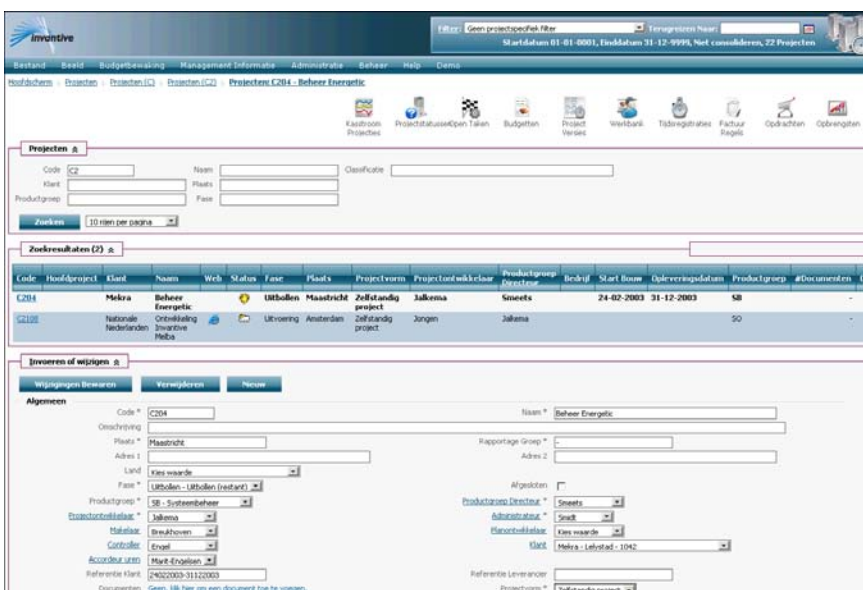 invantive
Filter: Geen projectspecifiek filter Terugreizen Naar:
Startdatum 01-01-0001, Einddatum 31-12-9999, Niet consolideren, 22 Projecten
Bestand Beeld Budgetbewaking Management Informatie Administratie Beheer Help Demo
Hoofdscherm Projecten Projecten (C) Projecten (C2) Projecten: C204 - Beheer Energetic
Kasstroom Projecties Projectstatussen Open Taken Budgetten Project Versies Werkbank Tijdsregistraties Factuur Regels Opdrachten Opbrengsten
Projecten
Code C2 Naam Classificatie
Klant Plaats
Productgroep Fase
Zoeken 10 rijen per pagina
Zoekresultaten (2)
Code Hoofdproject Klant Naam Web Status Fase Plaats Projectvorm Projectontwikkelaar Productgroep Directeur Bedrijf Start Bouw Opleveringsdatum Productgroep #Documenten
C204 Mekra Beheer Energetic Uitbollen Maastricht Zelfstandig project Jalkema Smeets 24-02-2003 31-12-2003 SB -
C2108 Nationale Nederlanden Ontwikkeling Invantive Melba Uitvoering Amsterdam Zelfstandig project Jongen Jalkema SO -
Invoeren of wijzigen
Wijzigingen Bewaren Verwijderen Nieuw
Algemeen
Code * C204 Naam * Beheer Energetic
Omschrijving
Plaats * Maastricht Rapportage Groep * -
Adres 1 Adres 2
Land Kies waarde
Fase * Uitbollen - Uitbollen (restant) Afgesloten
Productgroep * SB - Systeembeheer Productgroep Directeur * Smeets
Projectontwikkelaar * Jalkema Administrateur * Smidt
Makelaar Breukhoven Planontwikkelaar Kies waarde
Controller Engel Klant Mekra - Lelystad - 1042
Accordeur uren Marit-Engelsen
Referentie Klant 24022003-31122003 Referentie Leverancier
Documenten Geen, klik hier om een document toe te voegen. Projectvorm * Zelfstandig project